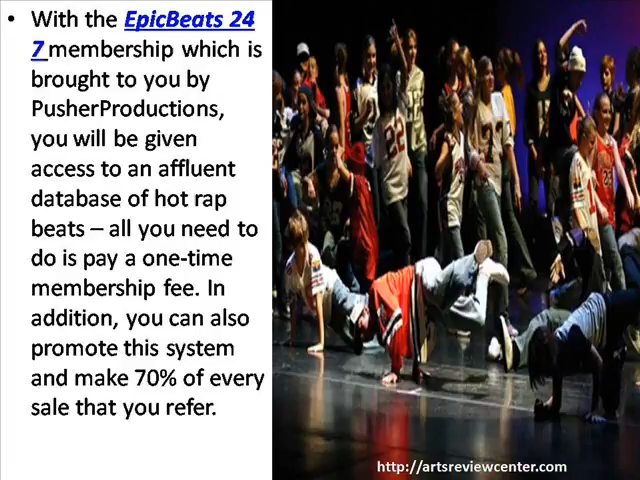 • With the EpicBeats 24
7 membership which is
brought to you by
PusherProductions,
you will be given
access to an affluent
database of hot rap
beats – all you need to
do is pay a one-time
membership fee. In
addition, you can also
promote this system
and make 70% of every
sale that you refer.
22
23
http://artsreviewcenter.com